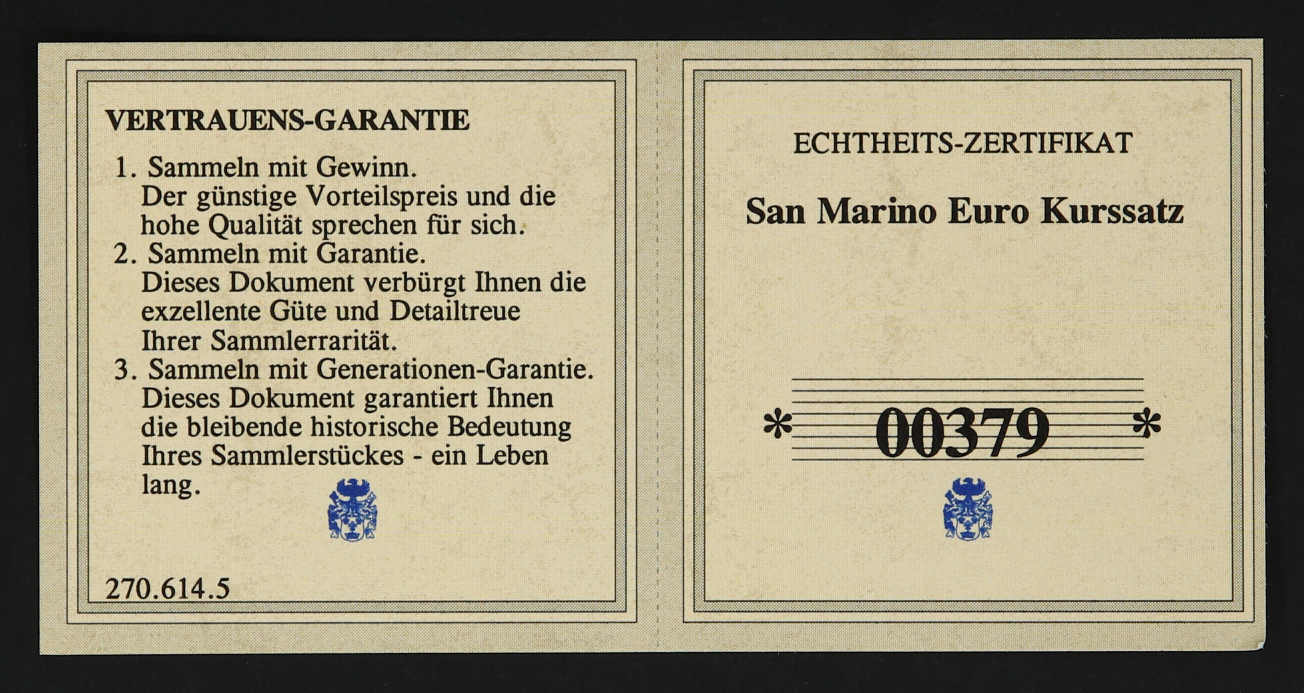 VERTRAUENS-GARANTIE
1. Sammeln mit Gewinn.
Der günstige Vorteilspreis und die
hohe Qualität sprechen für sich.
2. Sammeln mit Garantie.
Dieses Dokument verbürgt Ihnen die
exzellente Güte und Detailtreue
Ihrer Sammlerrarität.
3. Sammeln mit Generationen-Garantie.
Dieses Dokument garantiert Ihnen
die bleibende historische Bedeutung
Ihres Sammlerstückes - ein Leben
lang.
270.614.5
ECHTHEITS-ZERTIFIKAT
San Marino Euro Kurssatz
* 00379 *